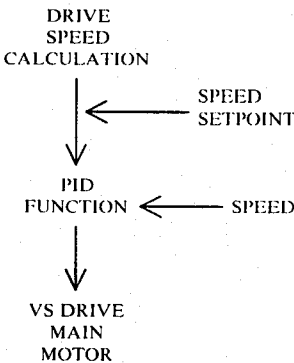 DRIVE
SPEED
CALCULATION
SPEED
SETPOINT
PID
FUNCTION
SPEED
VS DRIVE
MAIN
MOTOR